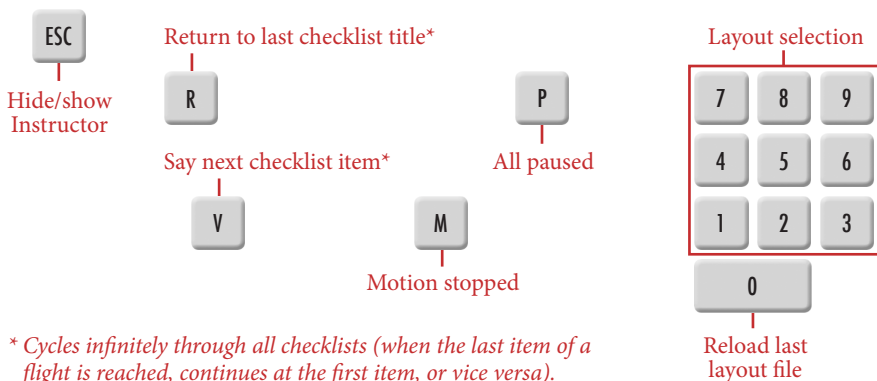 ESC
Hide/show
Instructor
Return to last checklist title*
R
Say next checklist item*
V
P
All paused
M
Motion stopped
Layout selection
7 8 9
4 5 6
1 2 3
0
Reload last
layout file
* Cycles infinitely through all checklists (when the last item of a
flight is reached, continues at the first item, or vice versa).